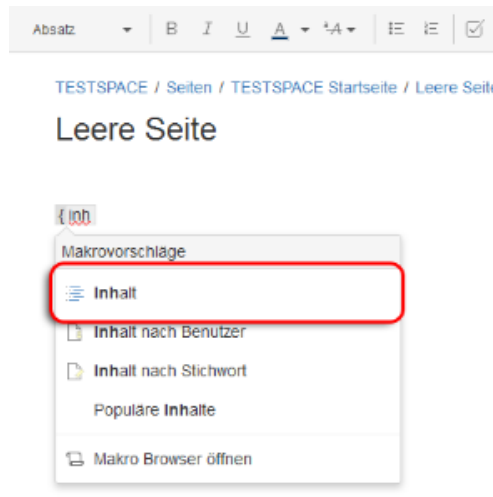 Absatz B I U A A
TESTSPACE / Seiten / TESTSPACE Startseite / Leere Seite
Leere Seite
{inh
Makrovorschläge
Inhalt
Inhalt nach Benutzer
Inhalt nach Stichwort
Populäre Inhalte
Makro Browser öffnen